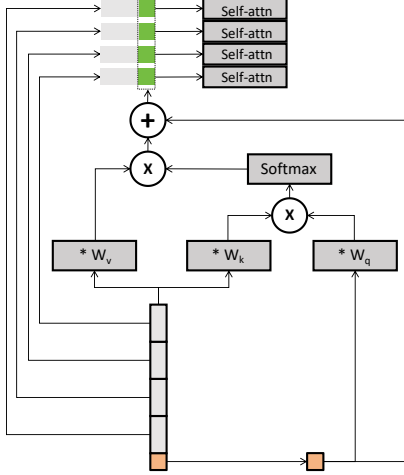 Self-attn
Self-attn
Self-attn
Self-attn
+
x
Softmax
x
* Wv
* Wk
* Wq